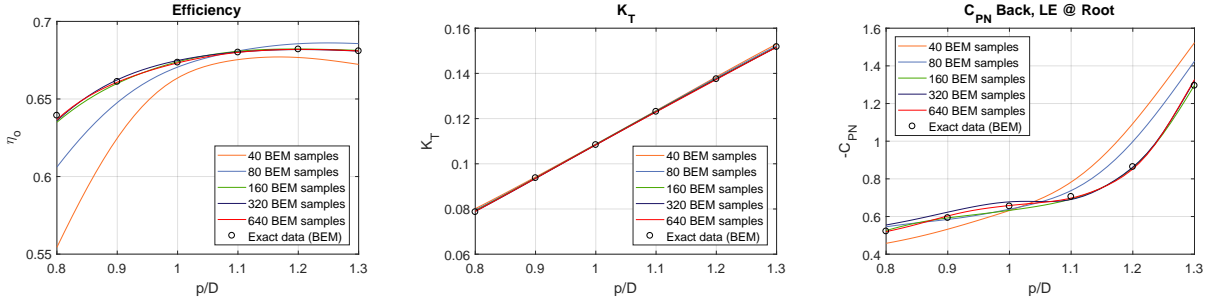 Efficiency
0.7
0.65
0.6
0.55
η₀
40 BEM samples
80 BEM samples
160 BEM samples
320 BEM samples
640 BEM samples
Exact data (BEM)
0.8 0.9 1 1.1 1.2 1.3
p/D
K_T
0.16
0.14
0.12
0.1
0.08
0.06
K_T
40 BEM samples
80 BEM samples
160 BEM samples
320 BEM samples
640 BEM samples
Exact data (BEM)
0.8 0.9 1 1.1 1.2 1.3
p/D
C_PN Back, LE @ Root
1.6
1.4
1.2
1
0.8
0.6
0.4
-C_PN
40 BEM samples
80 BEM samples
160 BEM samples
320 BEM samples
640 BEM samples
Exact data (BEM)
0.8 0.9 1 1.1 1.2 1.3
p/D